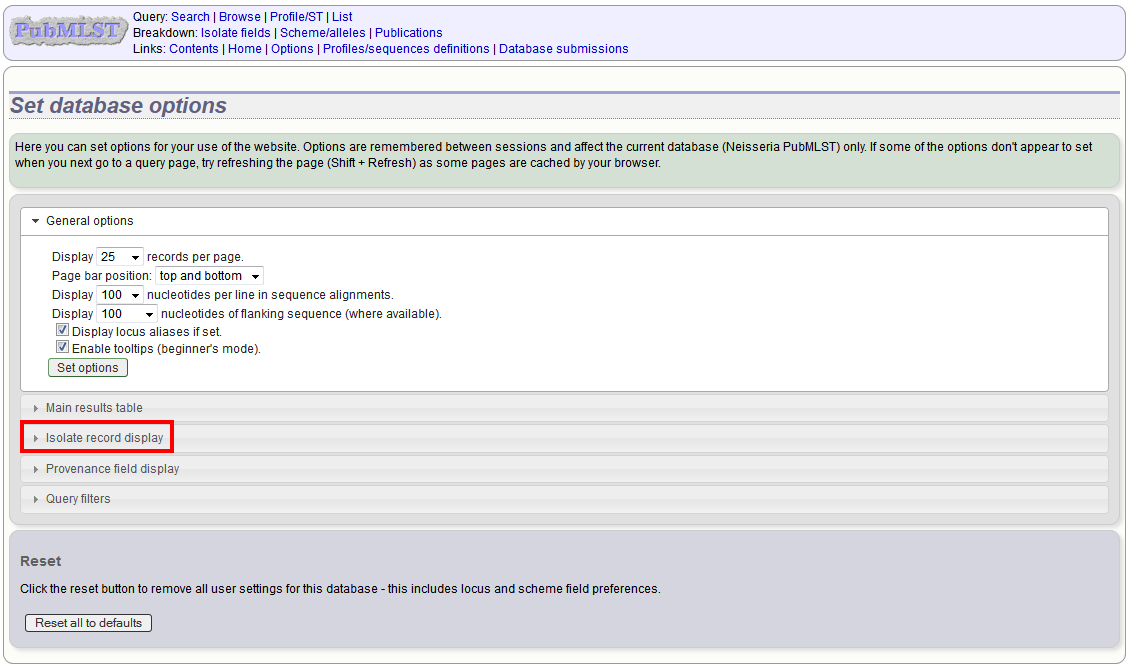 PubMLST
Query: Search | Browse | Profile/ST | List
Breakdown: Isolate fields | Scheme/alleles | Publications
Links: Contents | Home | Options | Profiles/sequences definitions | Database submissions
Set database options
Here you can set options for your use of the website. Options are remembered between sessions and affect the current database (Neisseria PubMLST) only. If some of the options don't appear to set
when you next go to a query page, try refreshing the page (Shift + Refresh) as some pages are cached by your browser.
General options
Display 25 records per page.
Page bar position: top and bottom
Display 100 nucleotides per line in sequence alignments.
Display 100 nucleotides of flanking sequence (where available).
Display locus aliases if set.
Enable tooltips (beginner's mode).
Set options
Main results table
Isolate record display
Provenance field display
Query filters
Reset
Click the reset button to remove all user settings for this database - this includes locus and scheme field preferences.
Reset all to defaults